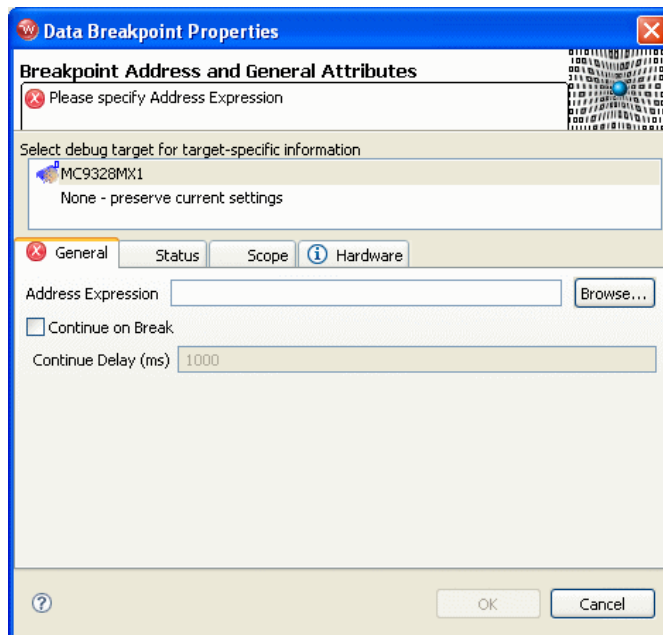 Data Breakpoint Properties
Breakpoint Address and General Attributes
Please specify Address Expression
Select debug target for target-specific information
MC9328MX1
None - preserve current settings
General Status Scope Hardware
Address Expression Browse...
Continue on Break
Continue Delay (ms) 1000
OK Cancel